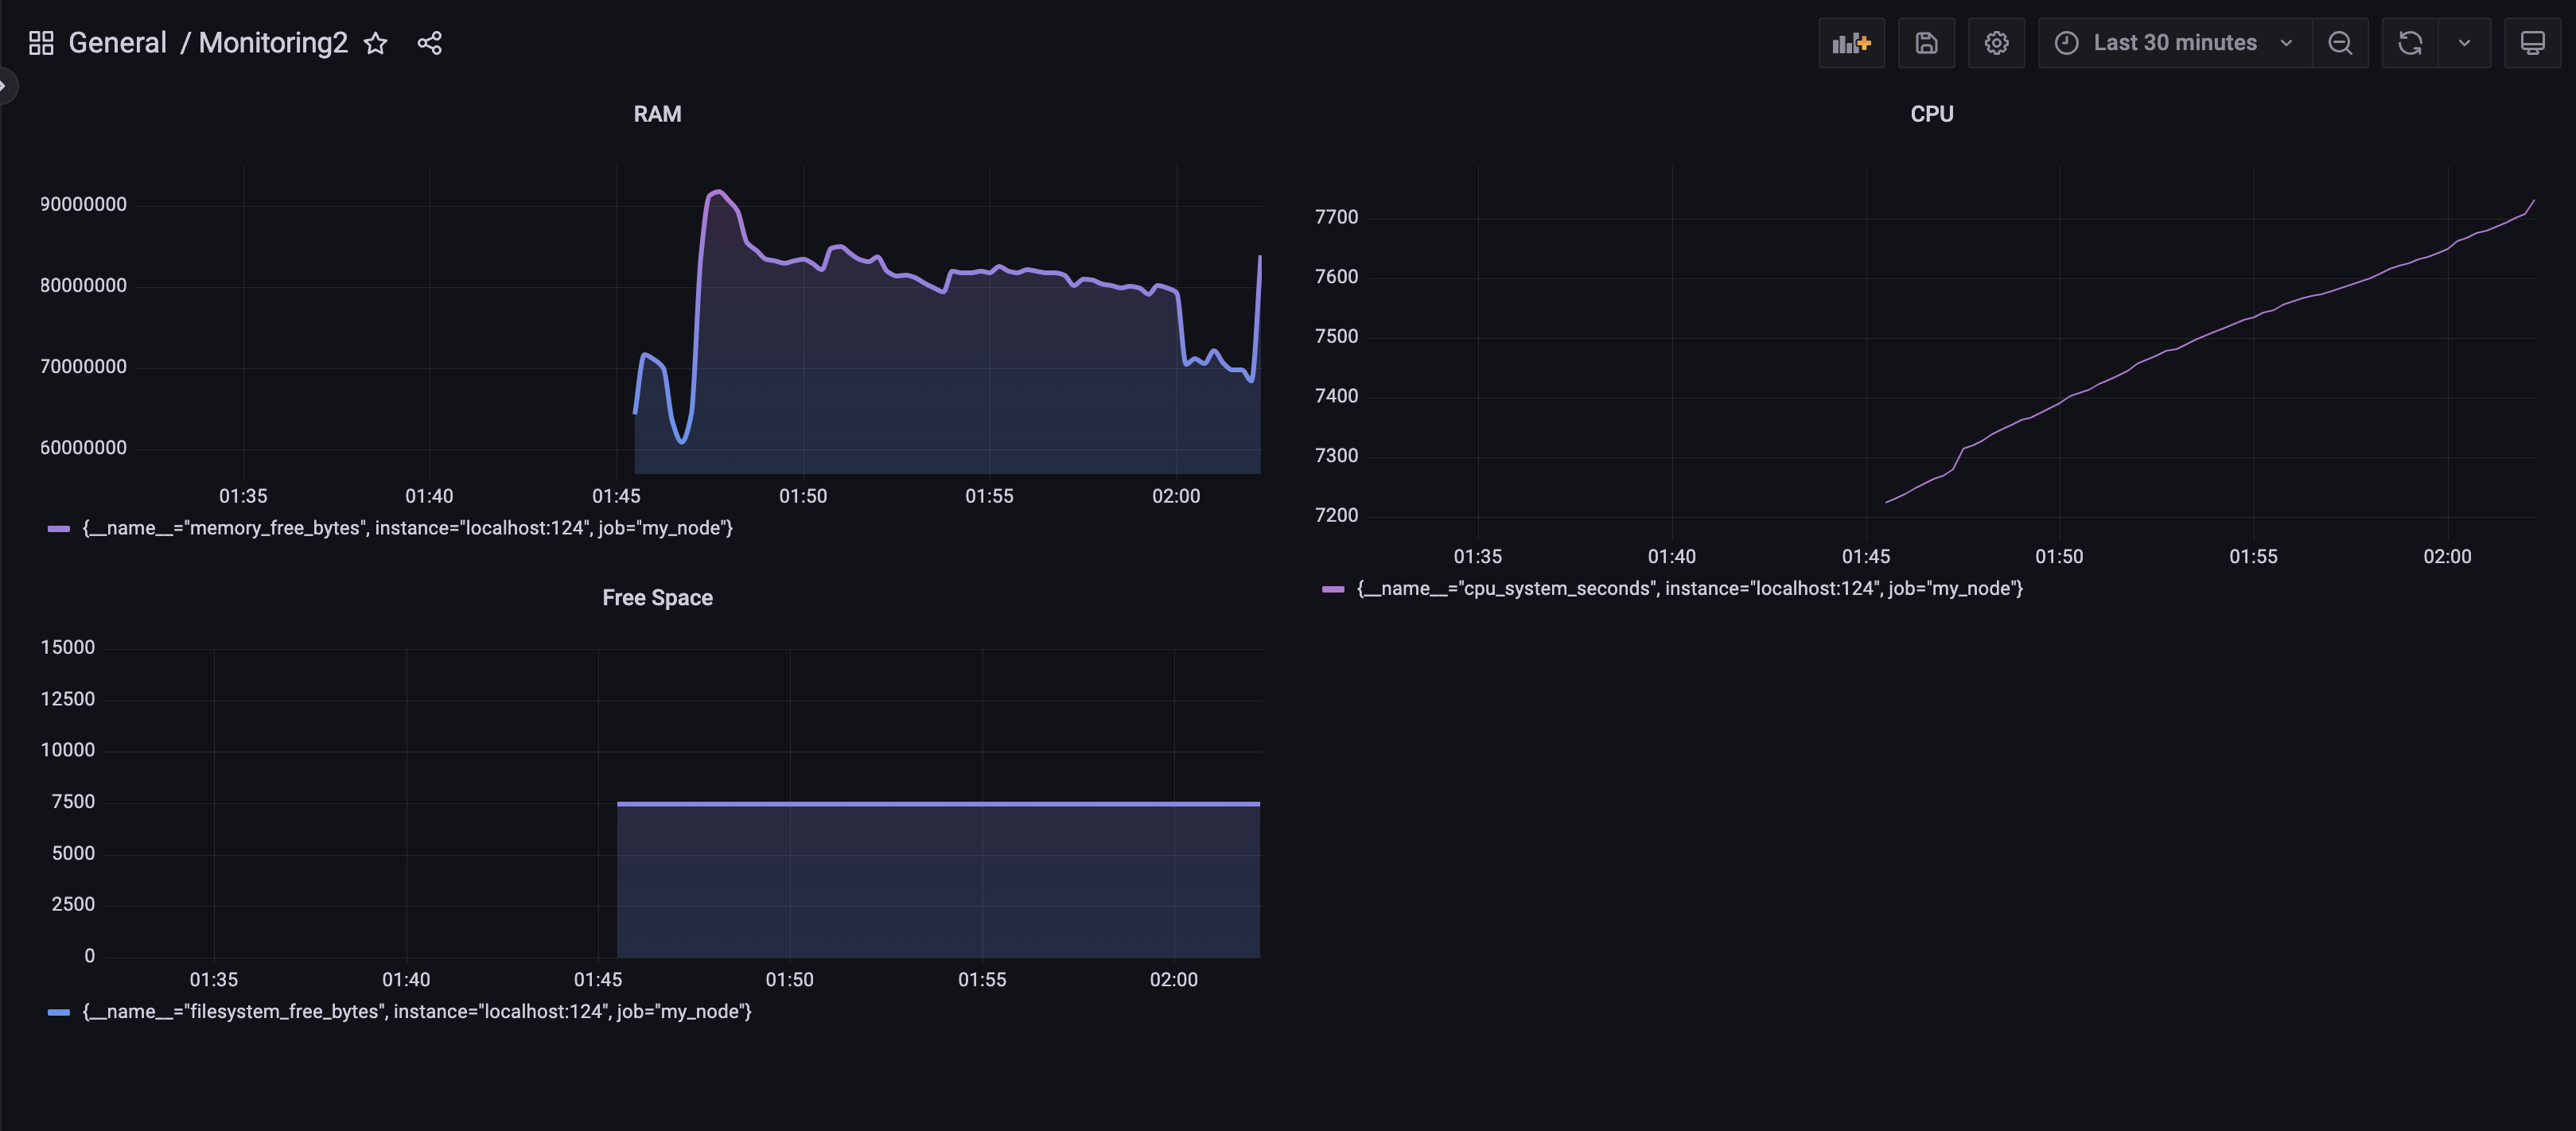 General / Monitoring2
Last 30 minutes
RAM
90000000
80000000
70000000
60000000
01:35 01:40 01:45 01:50 01:55 02:00
{__name__="memory_free_bytes", instance="localhost:124", job="my_node"}
CPU
7700
7600
7500
7400
7300
7200
01:35 01:40 01:45 01:50 01:55 02:00
{__name__="cpu_system_seconds", instance="localhost:124", job="my_node"}
Free Space
15000
12500
10000
7500
5000
2500
0
01:35 01:40 01:45 01:50 01:55 02:00
{__name__="filesystem_free_bytes", instance="localhost:124", job="my_node"}